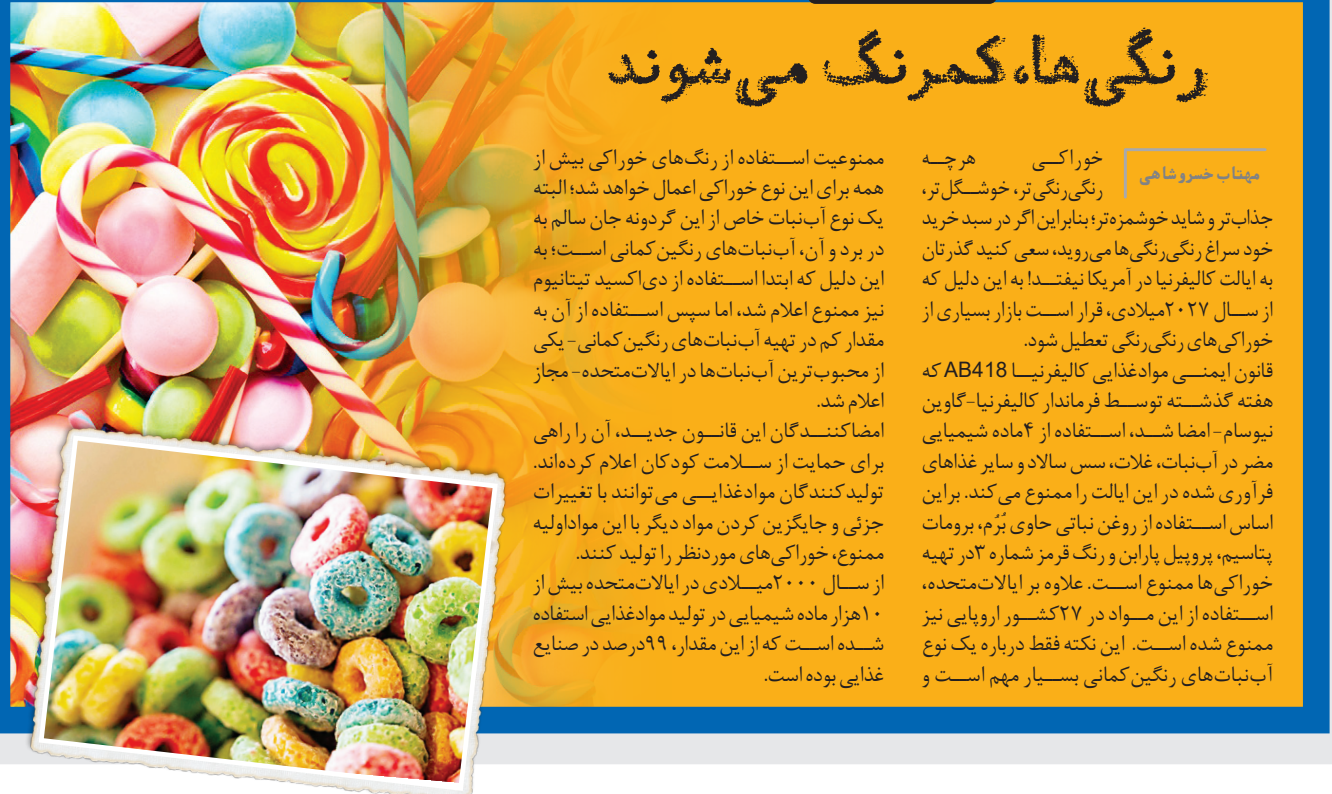 رنگی‌ها، کمرنگ می‌شوند
مهتاب خسروشاهی
خوراکی هرچه
رنگی‌رنگی‌تر، خوشگل‌تر،
جذاب‌تر و شاید خوشمزه‌تر؛ بنابراین اگر در سبد خرید
خود سراغ رنگی‌رنگی‌ها می‌روید، سعی کنید گذرتان
به ایالت کالیفرنیا در آمریکا نیفتد! به این دلیل که
از سال ۲۰۲۷میلادی، قرار است بازار بسیاری از
خوراکی‌های رنگی‌رنگی تعطیل شود.
قانون ایمنی موادغذایی کالیفرنیا AB418 که
هفته گذشته توسط فرماندار کالیفرنیا-گاوین
نیوسام-امضا شد، استفاده از ۴ماده شیمیایی
مضر در آب‌نبات، غلات، سس سالاد و سایر غذاهای
فرآوری شده در این ایالت را ممنوع می‌کند. براین
اساس استفاده از روغن نباتی حاوی بُرُم، برومات
پتاسیم، پروپیل پارابن و رنگ قرمز شماره ۳در تهیه
خوراکی‌ها ممنوع است. علاوه بر ایالات‌متحده،
استفاده از این مواد در ۲۷کشور اروپایی نیز
ممنوع شده است. این نکته فقط درباره یک نوع
آب‌نبات‌های رنگین‌کمانی بسیار مهم است و
ممنوعیت استفاده از رنگ‌های خوراکی بیش از
همه برای این نوع خوراکی اعمال خواهد شد؛ البته
یک نوع آب‌نبات خاص از این گردونه جان سالم به
در برد و آن، آب‌نبات‌های رنگین‌کمانی است؛ به
این دلیل که ابتدا استفاده از دی‌اکسید تیتانیوم
نیز ممنوع اعلام شد، اما سپس استفاده از آن به
مقدار کم در تهیه آب‌نبات‌های رنگین‌کمانی-یکی
از محبوب‌ترین آب‌نبات‌ها در ایالات‌متحده-مجاز
اعلام شد.
امضاکنندگان این قانون جدید، آن را راهی
برای حمایت از سلامت کودکان اعلام کرده‌اند.
تولیدکنندگان موادغذایی می‌توانند با تغییرات
جزئی و جایگزین کردن مواد دیگر با این مواداولیه
ممنوع، خوراکی‌های موردنظر را تولید کنند.
از سال ۲۰۰۰میلادی در ایالات‌متحده بیش از
۱۰هزار ماده شیمیایی در تولید موادغذایی استفاده
شده است که از این مقدار، ۹۹درصد در صنایع
غذایی بوده است.